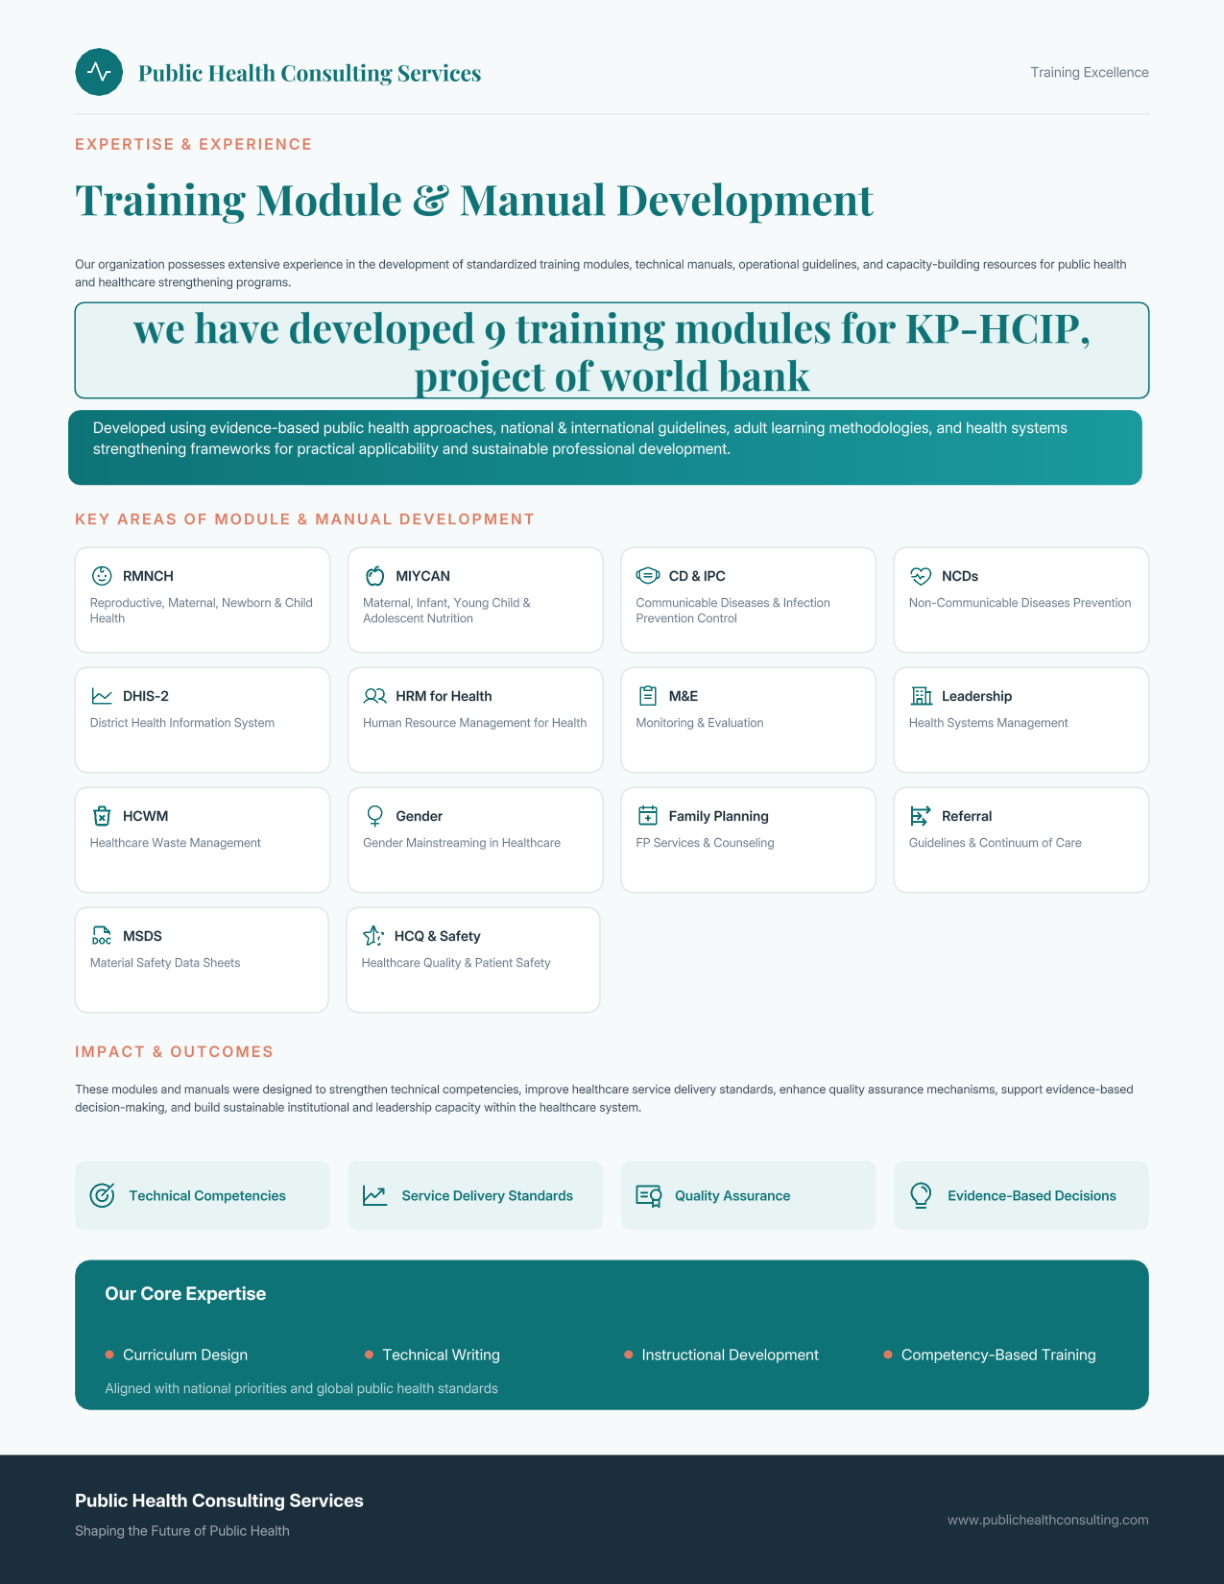 Public Health Consulting Services
Training Excellence
EXPERTISE & EXPERIENCE
Training Module & Manual Development
Our organization possesses extensive experience in the development of standardized training modules, technical manuals, operational guidelines, and capacity-building resources for public health
and healthcare strengthening programs.
we have developed 9 training modules for KP-HCIP,
project of world bank
Developed using evidence-based public health approaches, national & international guidelines, adult learning methodologies, and health systems
strengthening frameworks for practical applicability and sustainable professional development.
KEY AREAS OF MODULE & MANUAL DEVELOPMENT
RMNCH
Reproductive, Maternal, Newborn & Child
Health
MIYCAN
Maternal, Infant, Young Child &
Adolescent Nutrition
CD & IPC
Communicable Diseases & Infection
Prevention Control
NCDs
Non-Communicable Diseases Prevention
DHIS-2
District Health Information System
HRM for Health
Human Resource Management for Health
M&E
Monitoring & Evaluation
Leadership
Health Systems Management
HCWM
Healthcare Waste Management
Gender
Gender Mainstreaming in Healthcare
Family Planning
FP Services & Counseling
Referral
Guidelines & Continuum of Care
DOC
MSDS
Material Safety Data Sheets
HCQ & Safety
Healthcare Quality & Patient Safety
IMPACT & OUTCOMES
These modules and manuals were designed to strengthen technical competencies, improve healthcare service delivery standards, enhance quality assurance mechanisms, support evidence-based
decision-making, and build sustainable institutional and leadership capacity within the healthcare system.
Technical Competencies
Service Delivery Standards
Quality Assurance
Evidence-Based Decisions
Our Core Expertise
Curriculum Design
Technical Writing
Instructional Development
Competency-Based Training
Aligned with national priorities and global public health standards
Public Health Consulting Services
Shaping the Future of Public Health
www.publichealthconsulting.com